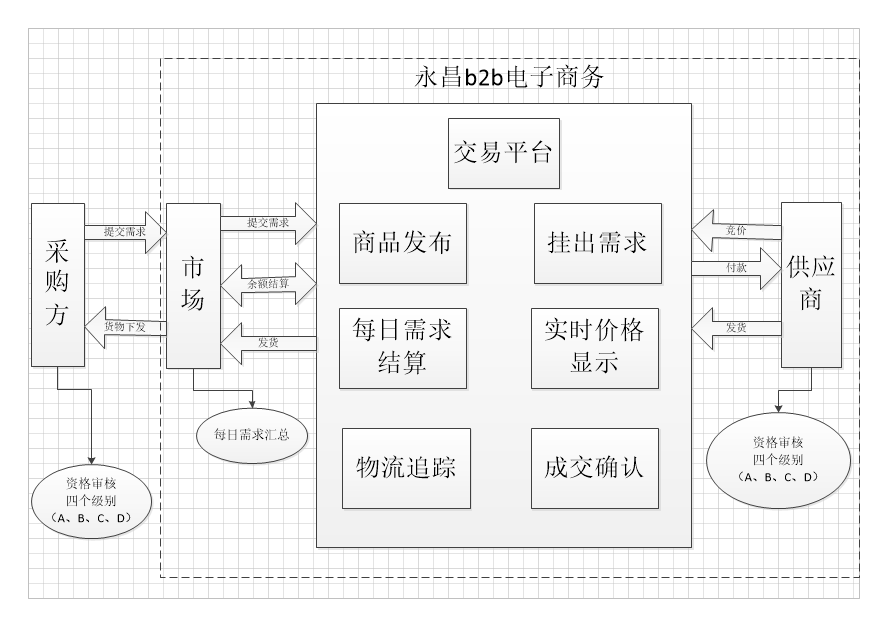 永昌b2b电子商务
交易平台
采
购
方
提交需求
货物下发
市
场
提交需求
余额结算
发货
商品发布
挂出需求
每日需求
结算
实时价格
显示
物流追踪
成交确认
竞价
付款
发货
供应
商
每日需求汇总
资格审核
四个级别
（A、B、C、D）
资格审核
四个级别
（A、B、C、D）